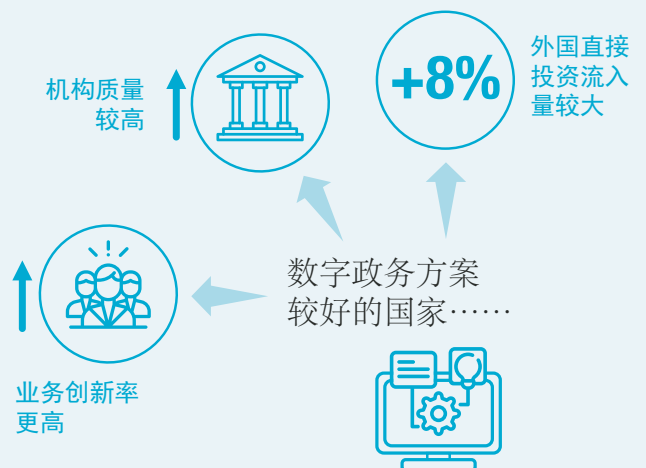 机构质量
较高
+8%
外国直接
投资流入
量较大
数字政务方案
较好的国家……
业务创新率
更高